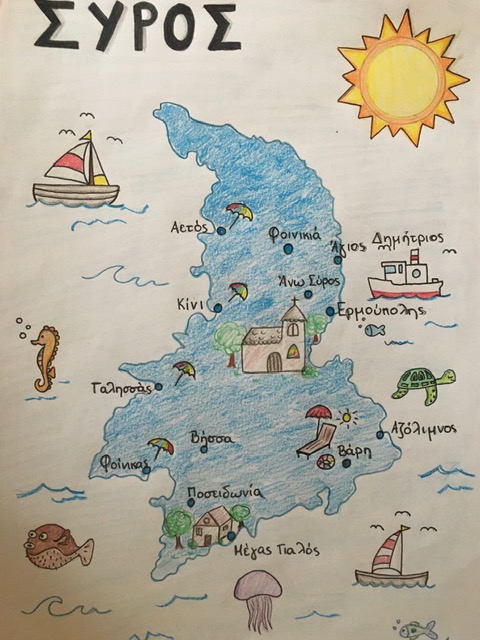 ΣΥΡΟΣ
Αετός
Φοινικιά
Άγιος Δημήτριος
Άνω Σύρος
Κίνι
Ερμούπολης
Γαλησσάς
Αζόλιμνος
Βήσσα
Βάρη
Φοίνικας
Ποσειδωνία
Μέγας Γιαλός